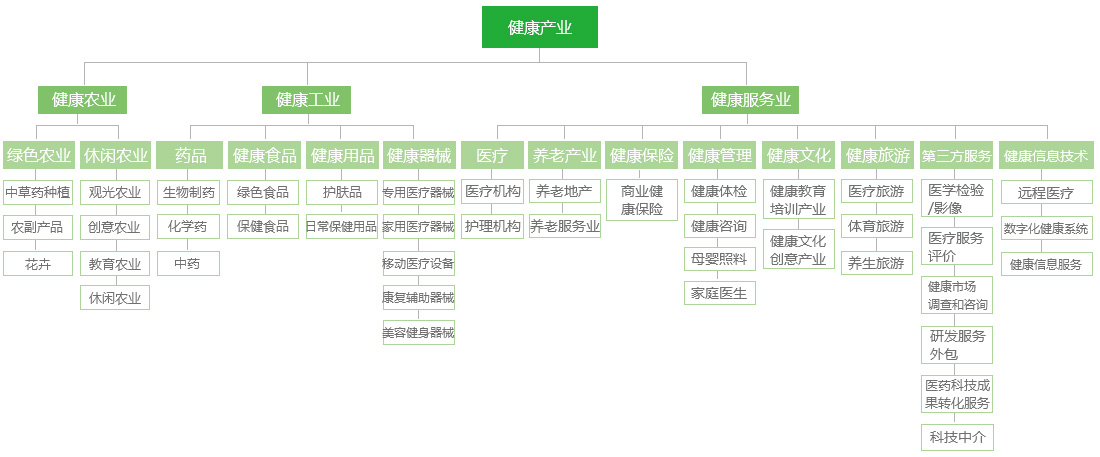 健康产业
健康农业
健康工业
健康服务业
绿色农业
休闲农业
药品
健康食品
健康用品
健康器械
医疗
养老产业
健康保险
健康管理
健康文化
健康旅游
第三方服务
健康信息技术
中草药种植
农副产品
花卉
观光农业
创意农业
教育农业
休闲农业
生物制药
化学药
中药
绿色食品
保健食品
护肤品
日常保健用品
专用医疗器械
家用医疗器械
移动医疗设备
康复辅助器械
美容健身器械
医疗机构
护理机构
养老地产
养老服务业
商业健
康保险
健康体检
健康咨询
母婴照料
家庭医生
健康教育
培训产业
健康文化
创意产业
医疗旅游
体育旅游
养生旅游
医学检验
/影像
医疗服务
评价
健康市场
调查和咨询
研发服务
外包
医药科技成
果转化服务
科技中介
远程医疗
数字化健康系统
健康信息服务